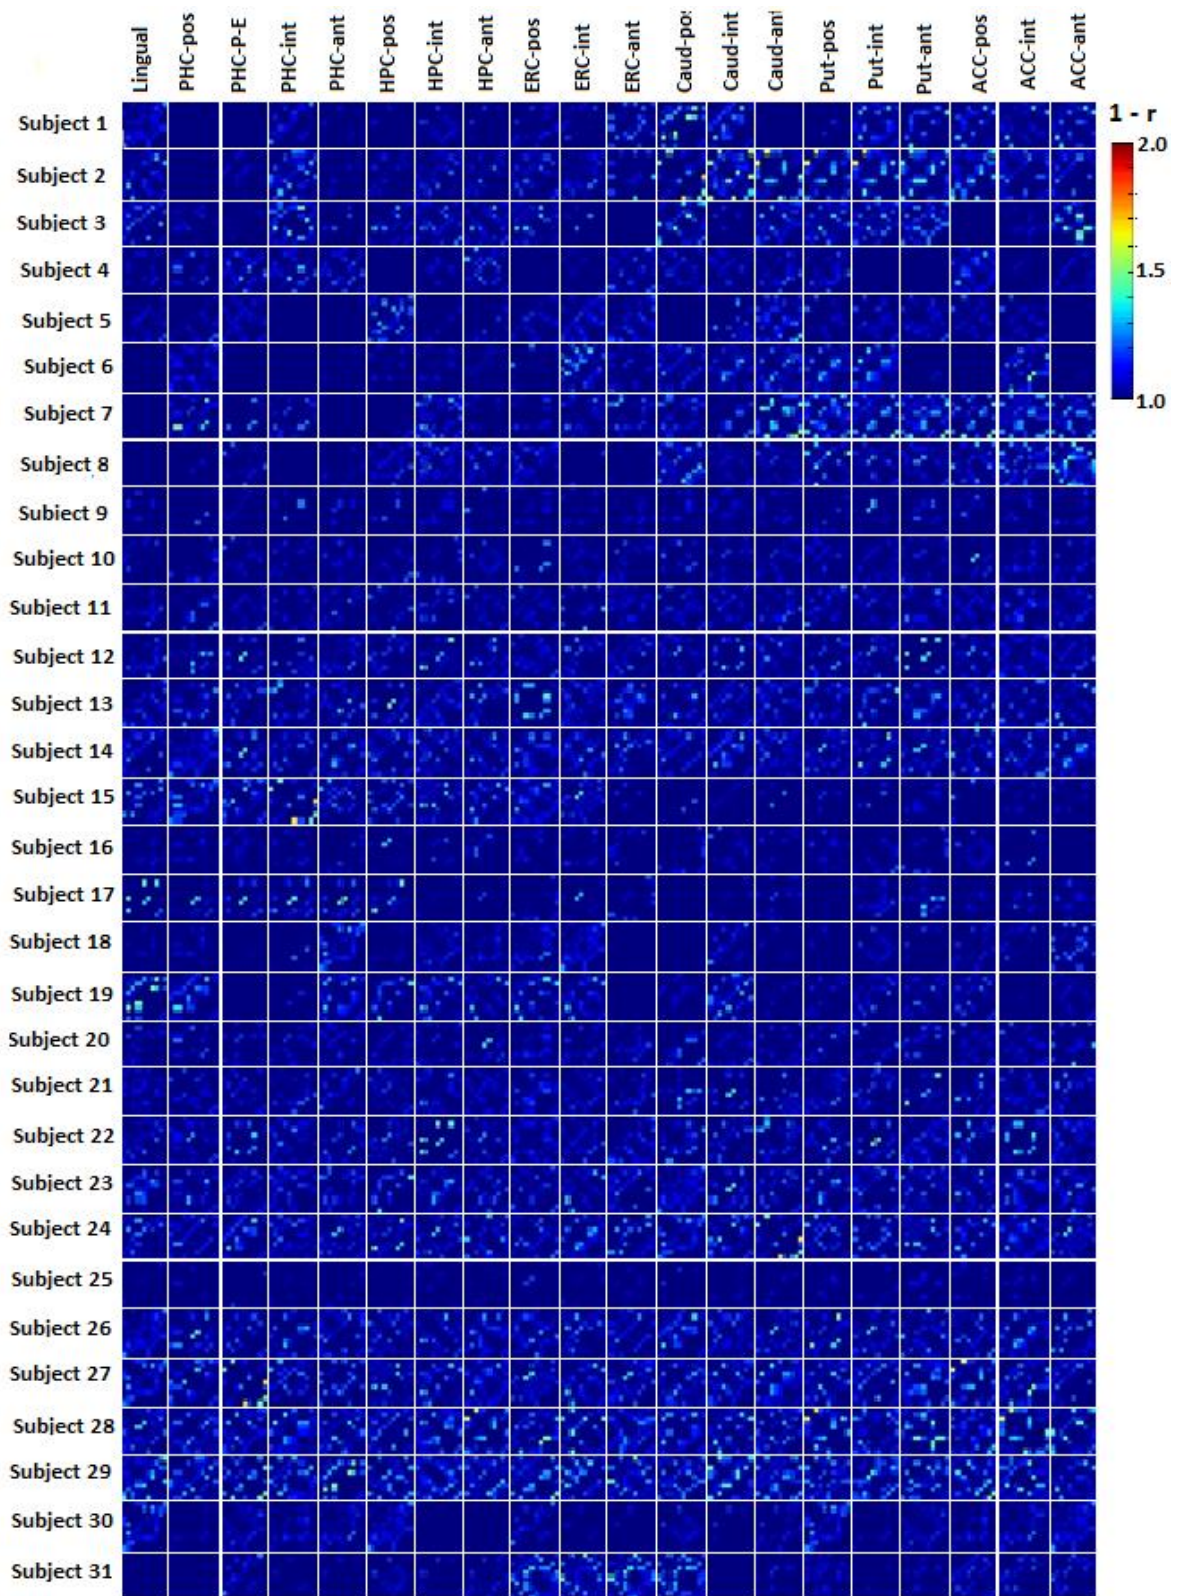 Lingual
PHC-pos
PHC-P-E
PHC-int
PHC-ant
HPC-pos
HPC-int
HPC-ant
ERC-pos
ERC-int
ERC-ant
Caud-pos
Caud-int
Caud-ant
Put-pos
Put-int
Put-ant
ACC-pos
ACC-int
ACC-ant
1 - r
2.0
1.5
1.0
Subject 1
Subject 2
Subject 3
Subject 4
Subject 5
Subject 6
Subject 7
Subject 8
Subject 9
Subject 10
Subject 11
Subject 12
Subject 13
Subject 14
Subject 15
Subject 16
Subject 17
Subject 18
Subject 19
Subject 20
Subject 21
Subject 22
Subject 23
Subject 24
Subject 25
Subject 26
Subject 27
Subject 28
Subject 29
Subject 30
Subject 31